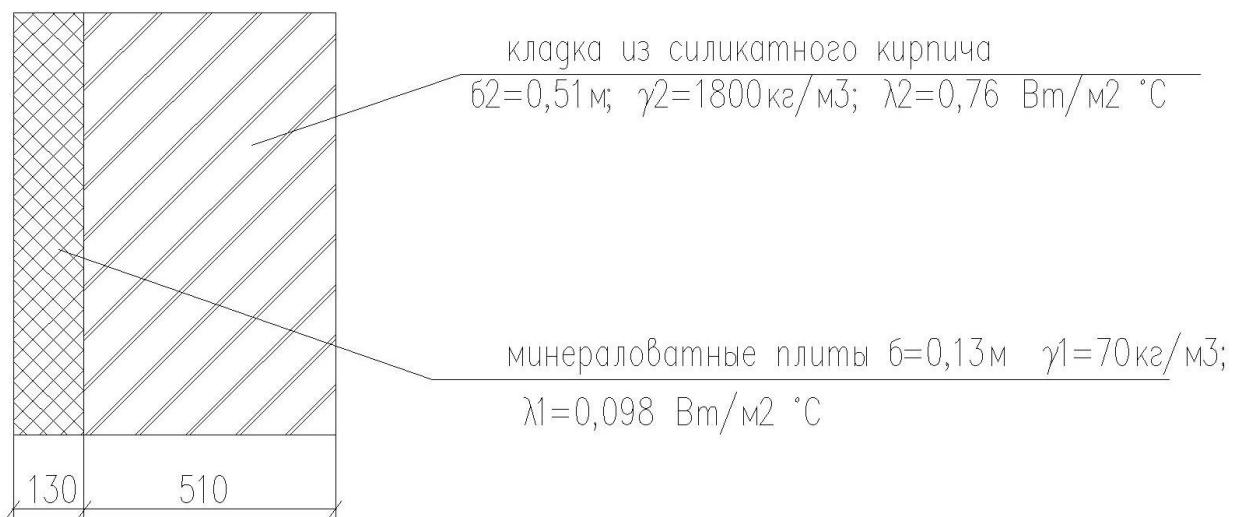 кладка из силикатного кирпича
б2=0,51м; γ2=1800кг/м3; λ2=0,76 Вт/м2 °С
минераловатные плиты б=0,13м γ1=70кг/м3;
λ1=0,098 Вт/м2 °С
130 510